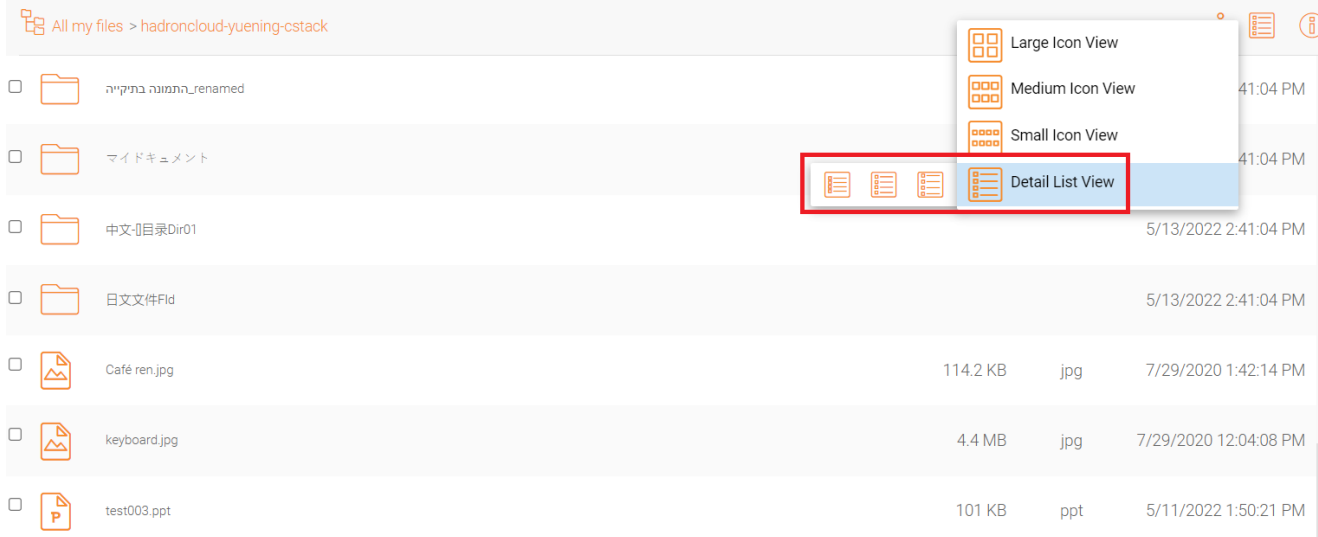 All my files > hadroncloud-yuening-cstack
Large Icon View
Medium Icon View
Small Icon View
Detail List View
התמונה בתיקייה_renamed
41:04 PM
マイドキュメント
41:04 PM
中文-[]目录Dir01
5/13/2022 2:41:04 PM
日文文件Fld
5/13/2022 2:41:04 PM
Café ren.jpg 114.2 KB jpg 7/29/2020 1:42:14 PM
keyboard.jpg 4.4 MB jpg 7/29/2020 12:04:08 PM
test003.ppt 101 KB ppt 5/11/2022 1:50:21 PM